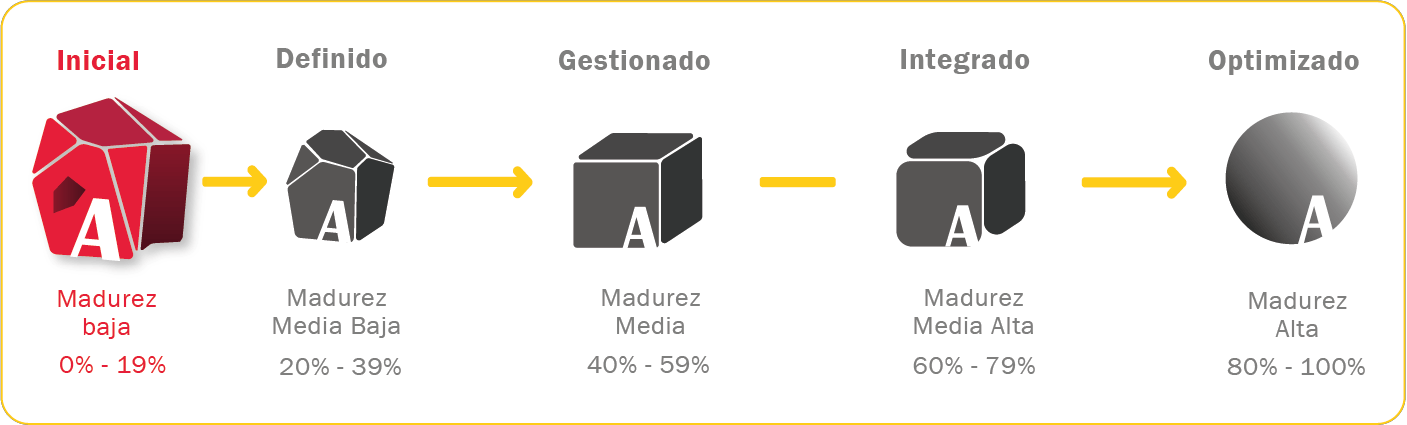 Inicial
Definido
Gestionado
Integrado
Optimizado
A
A
A
A
A
Madurez
baja
0% - 19%
Madurez
Media Baja
20% - 39%
Madurez
Media
40% - 59%
Madurez
Media Alta
60% - 79%
Madurez
Alta
80% - 100%